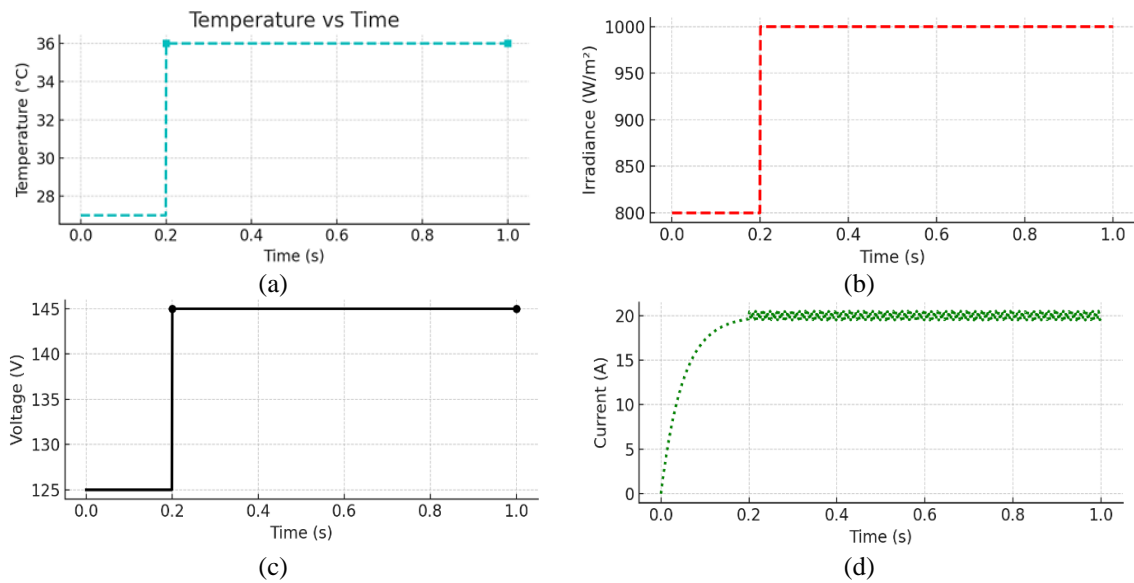 Temperature vs Time
36
34
32
30
28
Temperature (°C)
0.0 0.2 0.4 0.6 0.8 1.0
Time (s)
(a)
1000
950
900
850
800
Irradiance (W/m²)
0.0 0.2 0.4 0.6 0.8 1.0
Time (s)
(b)
145
140
135
130
125
Voltage (V)
0.0 0.2 0.4 0.6 0.8 1.0
Time (s)
(c)
20
15
10
5
0
Current (A)
0.0 0.2 0.4 0.6 0.8 1.0
Time (s)
(d)